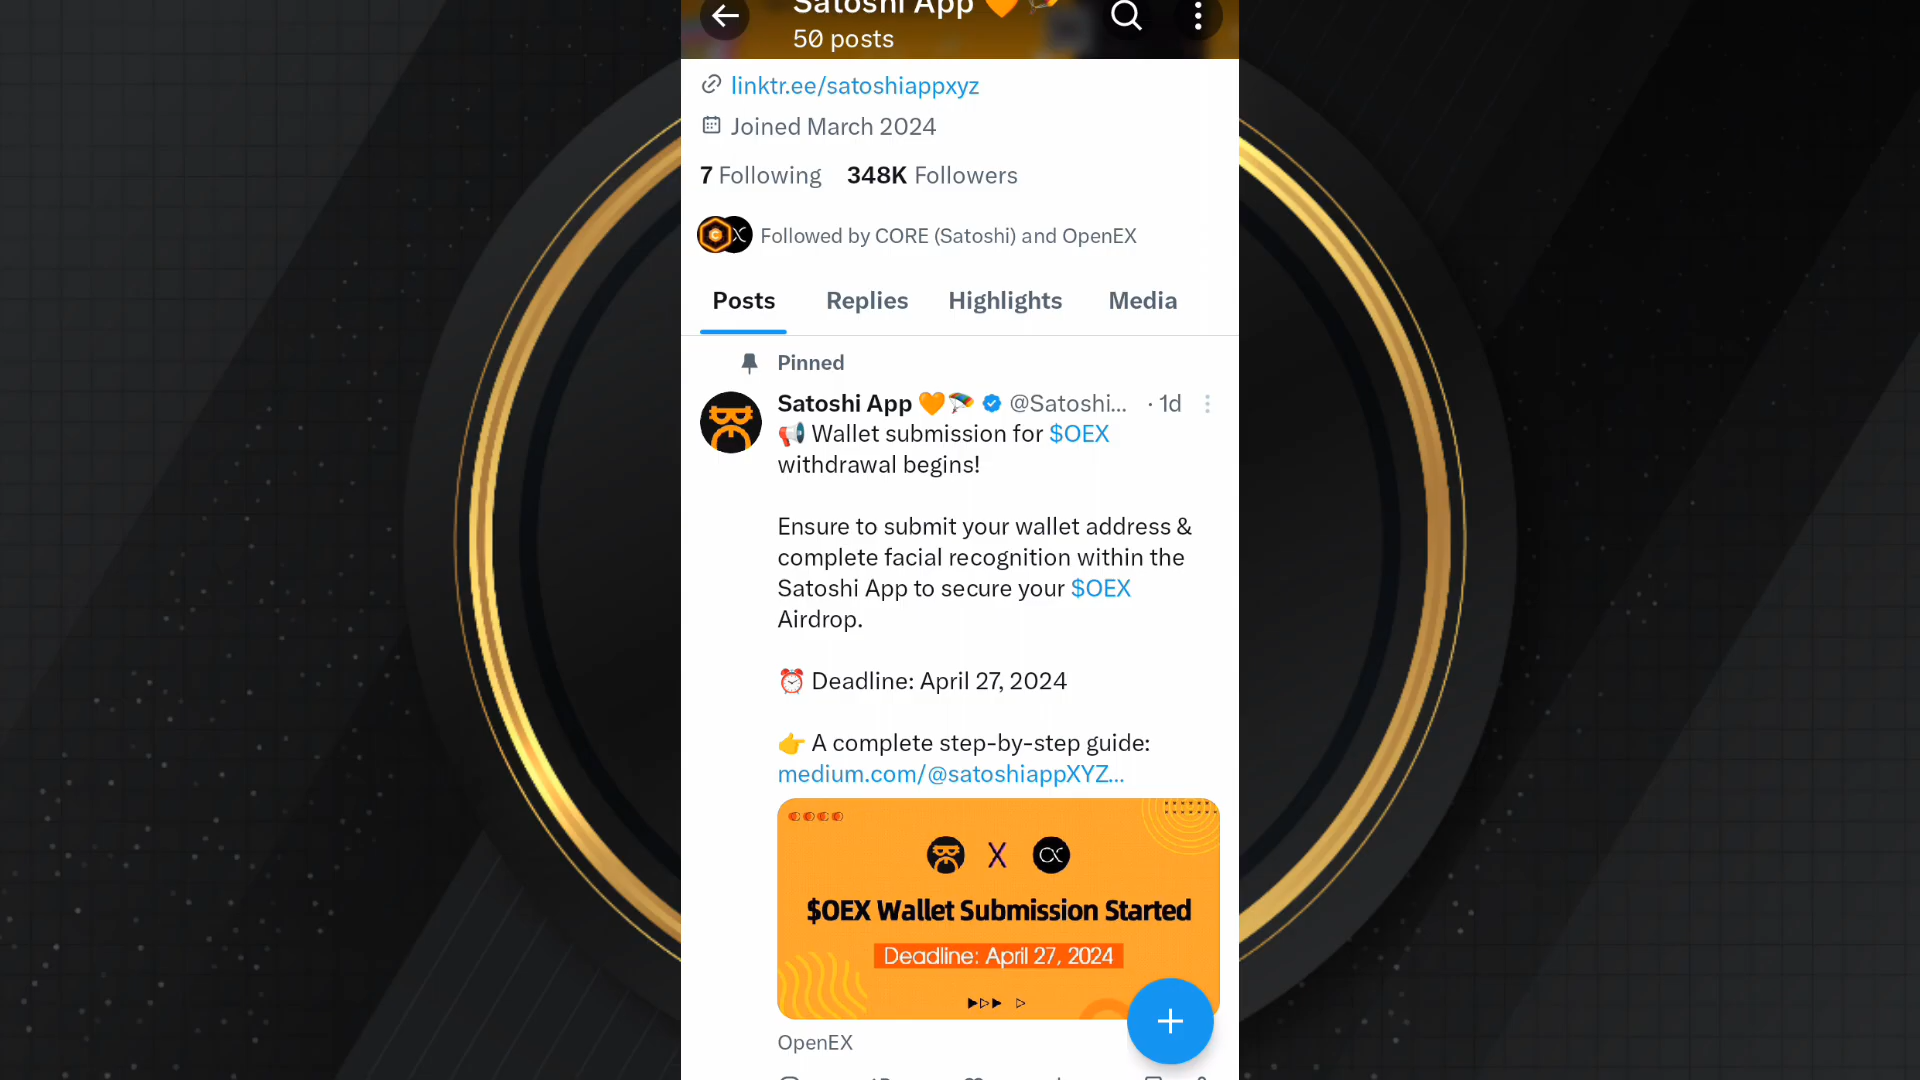 Satoshi App 🧡🪂
50 posts
linktr.ee/satoshiappxyz
Joined March 2024
7 Following 348K Followers
Followed by CORE (Satoshi) and OpenEX
Posts Replies Highlights Media
Pinned
Satoshi App 🧡🪂 @Satoshi... · 1d
📢 Wallet submission for $OEX
withdrawal begins!
Ensure to submit your wallet address &
complete facial recognition within the
Satoshi App to secure your $OEX
Airdrop.
⏰ Deadline: April 27, 2024
👉 A complete step-by-step guide:
medium.com/@satoshiappXYZ...
X
$OEX Wallet Submission Started
Deadline: April 27, 2024
OpenEX